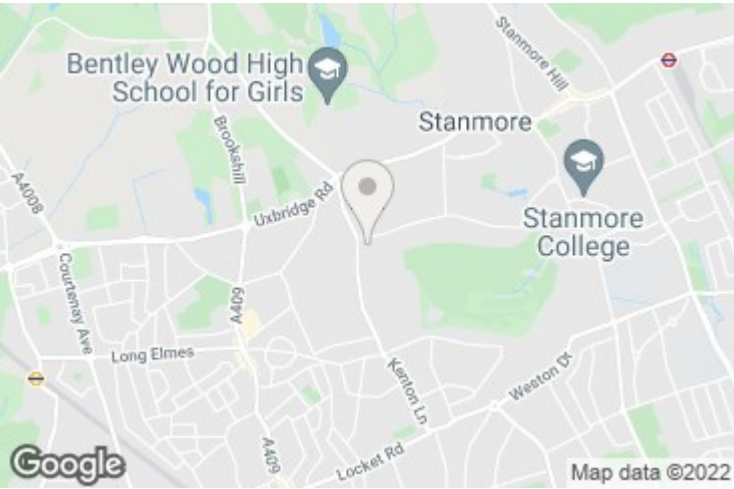 Stanmore Hill
Bentley Wood High
School for Girls
Stanmore
Brookshill
A4008
Uxbridge Rd
Stanmore
College
Courtenay Ave
A409
Long Elmes
Kenton Ln
Weston Dr
A409
Locket Rd
Google
Map data ©2022